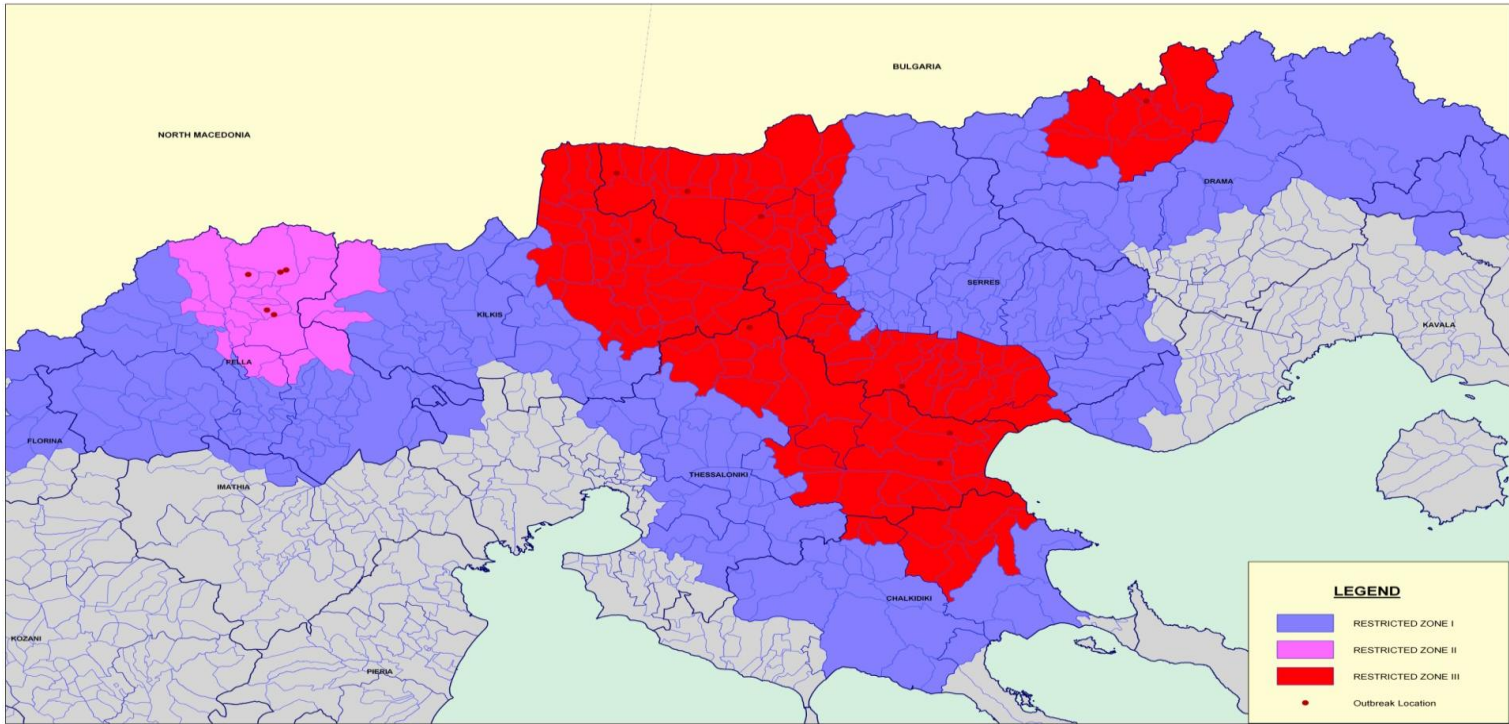 BULGARIA
NORTH MACEDONIA
DRAMA
SERRES
KILKIS
KAVALA
PELLA
FLORINA
THESSALONIKI
IMATHIA
CHALKIDIKI
KOZANI
PIERIA
LEGEND
RESTRICTED ZONE I
RESTRICTED ZONE II
RESTRICTED ZONE III
Outbreak Location